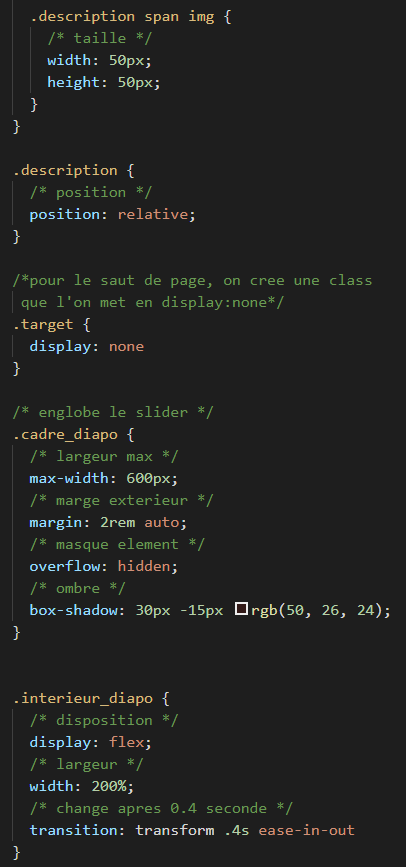 .description span img {
/* taille */
width: 50px;
height: 50px;
}
}
.description {
/* position */
position: relative;
}
/*pour le saut de page, on cree une class
que l'on met en display:none*/
.target {
display: none
}
/* englobe le slider */
.cadre_diapo {
/* largeur max */
max-width: 600px;
/* marge exterieur */
margin: 2rem auto;
/* masque element */
overflow: hidden;
/* ombre */
box-shadow: 30px -15px rgb(50, 26, 24);
}
.interieur_diapo {
/* disposition */
display: flex;
/* largeur */
width: 200%;
/* change apres 0.4 seconde */
transition: transform .4s ease-in-out
}